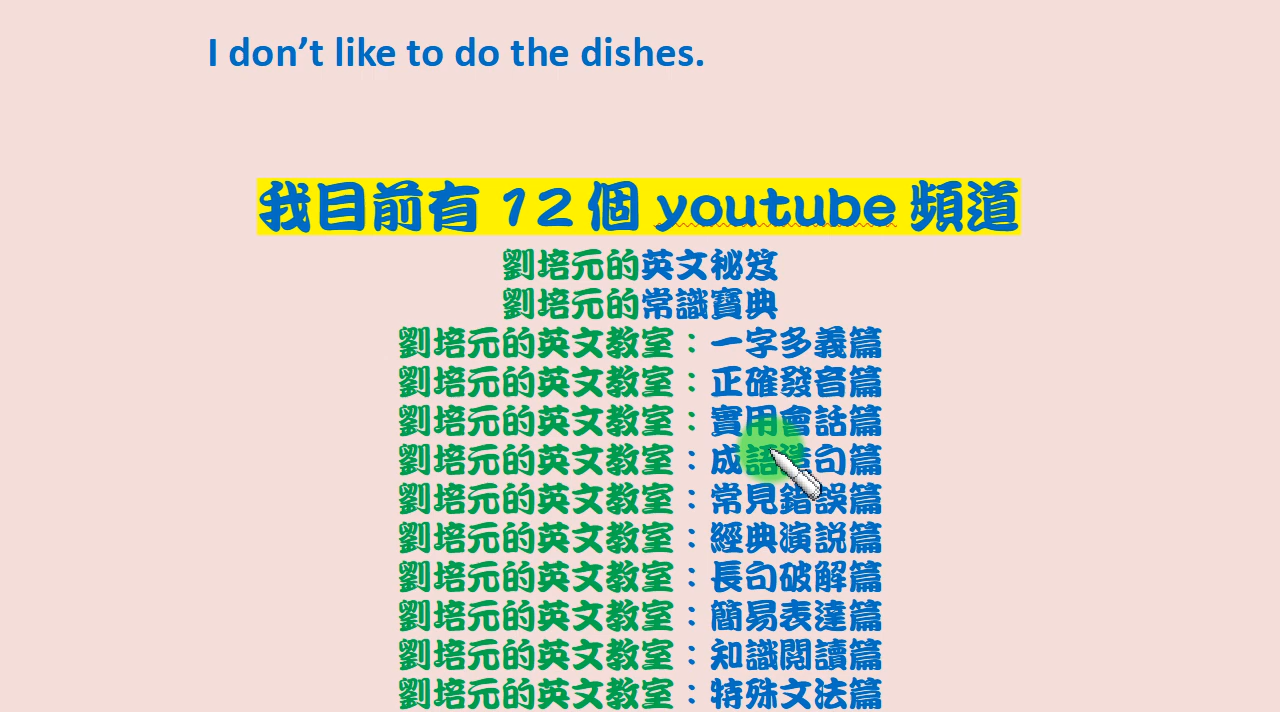 I don’t like to do the dishes.
我目前有 12 個 youtube 頻道
劉培元的英文秘笈
劉培元的常識寶典
劉培元的英文教室：一字多義篇
劉培元的英文教室：正確發音篇
劉培元的英文教室：實用會話篇
劉培元的英文教室：成語造句篇
劉培元的英文教室：常見錯誤篇
劉培元的英文教室：經典演説篇
劉培元的英文教室：長句破解篇
劉培元的英文教室：簡易表達篇
劉培元的英文教室：知識閱讀篇
劉培元的英文教室：特殊文法篇